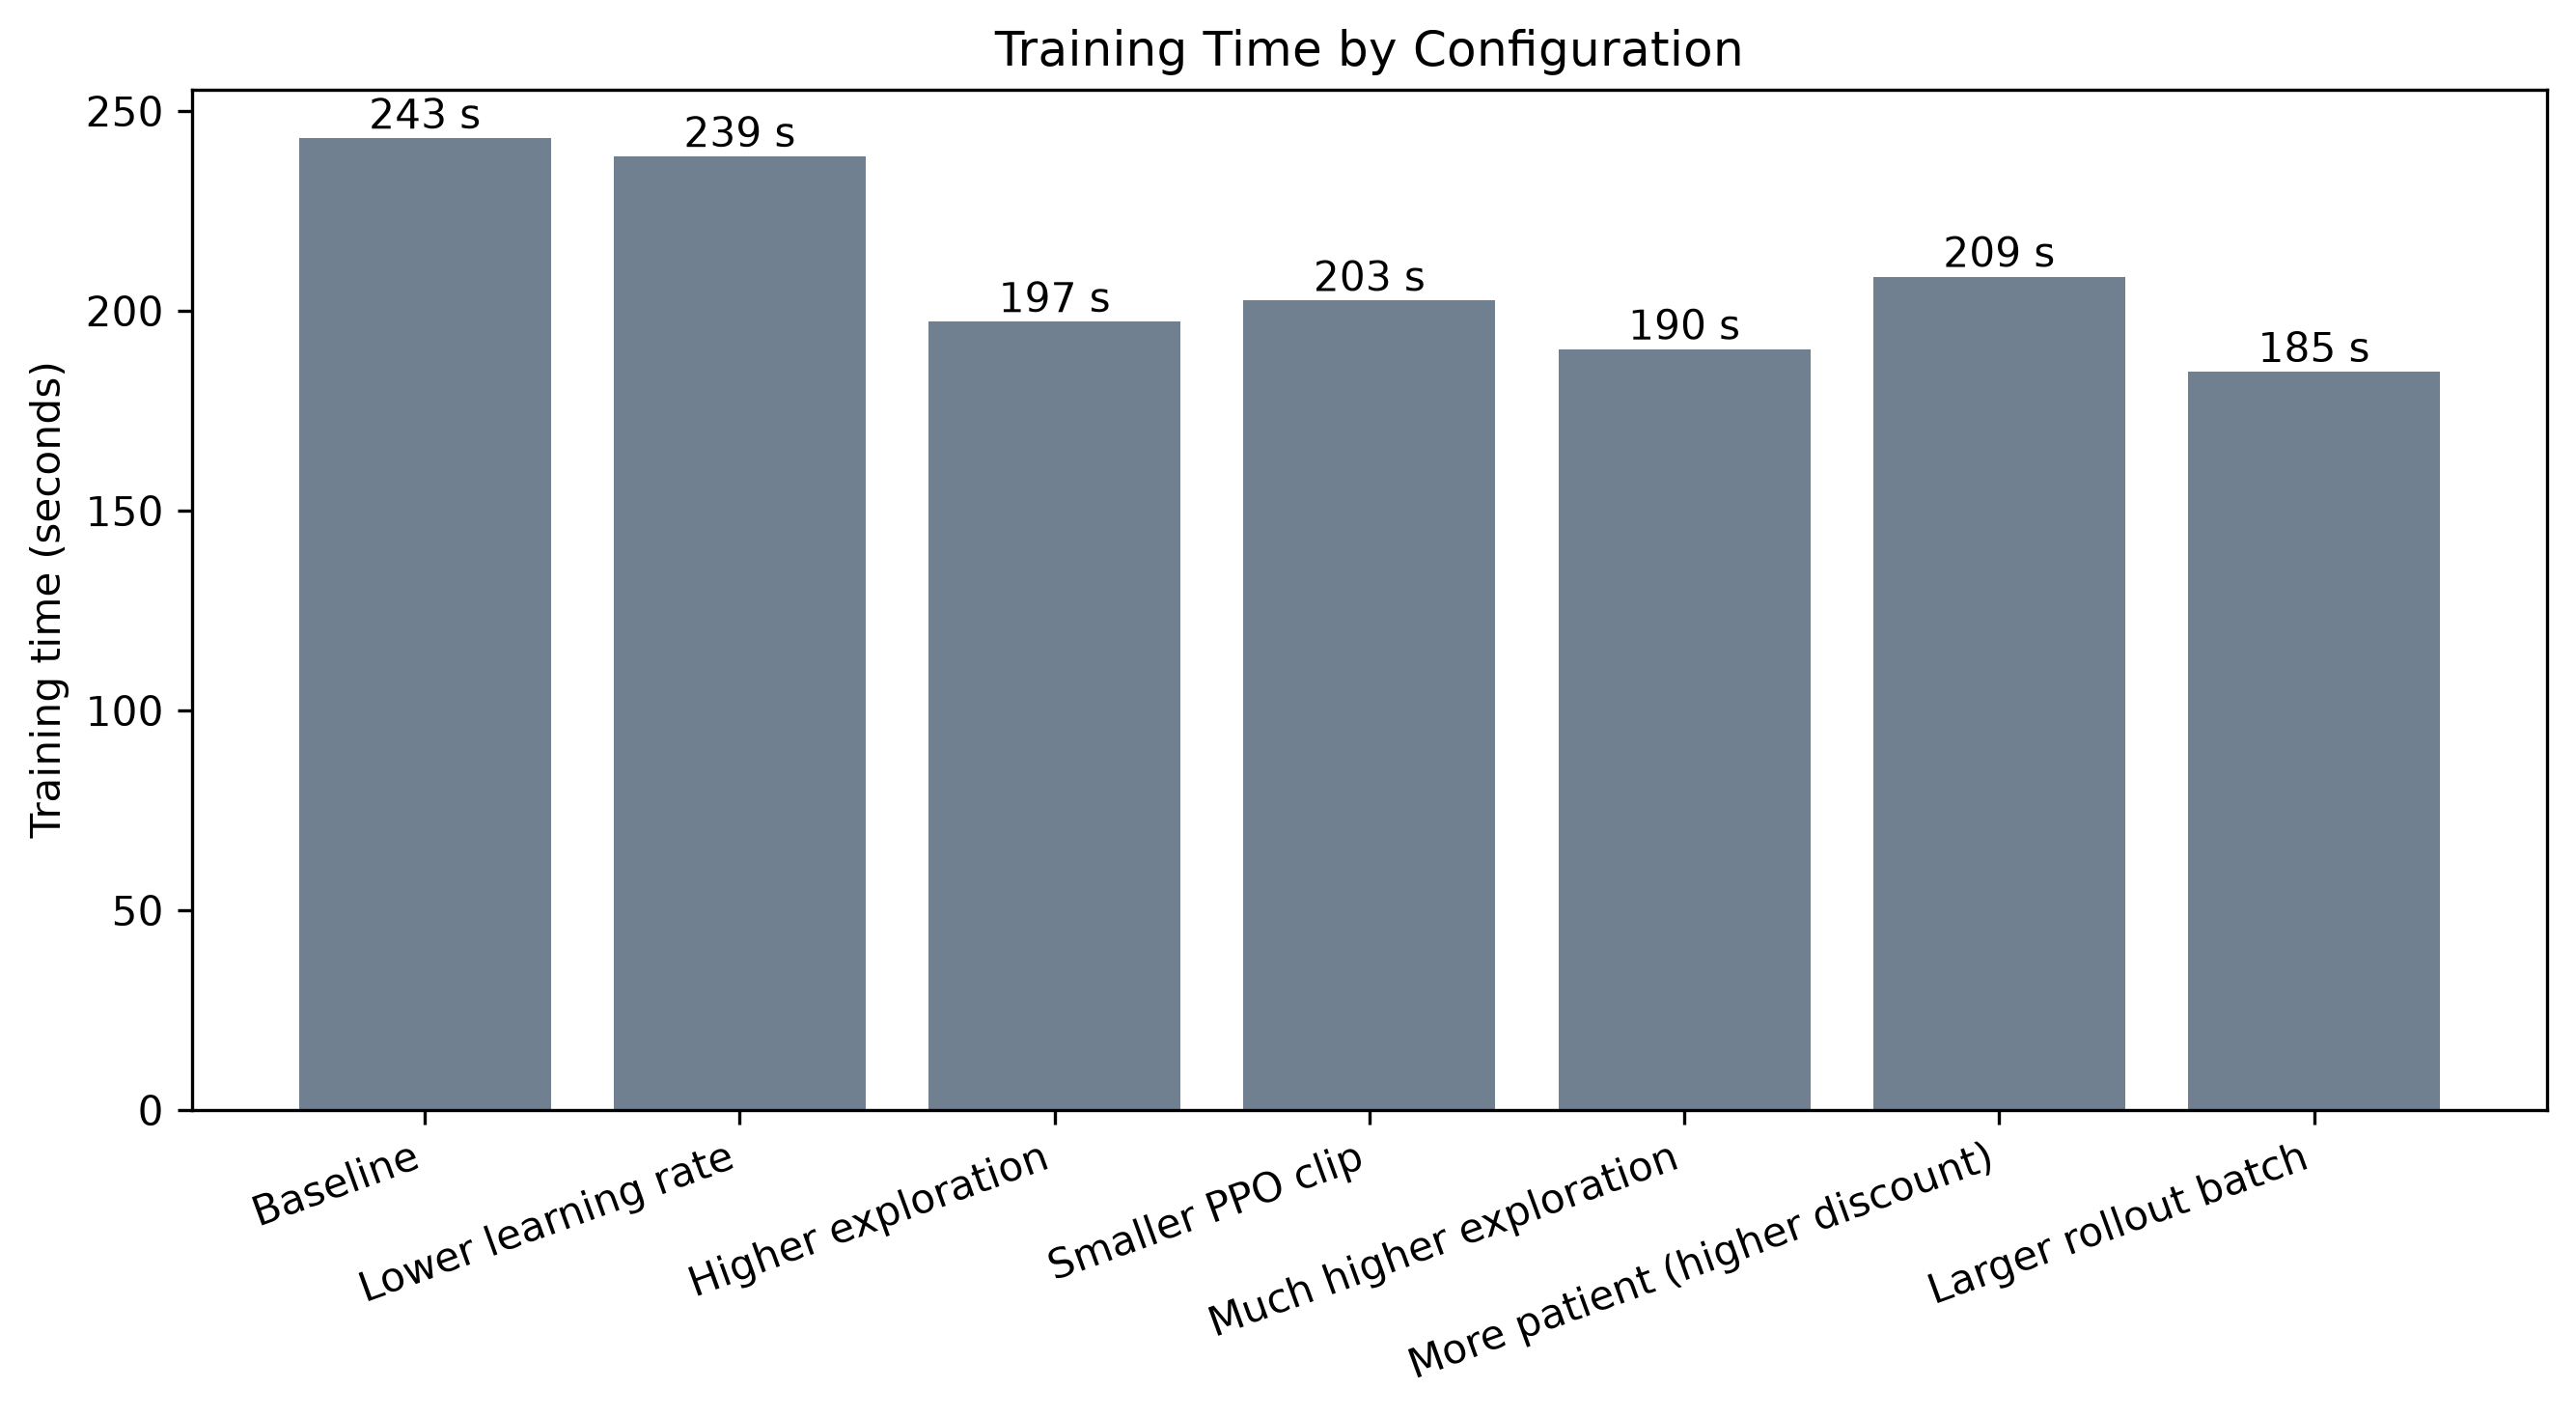 Training Time by Configuration
Training time (seconds)
250
200
150
100
50
0
243 s
239 s
197 s
203 s
190 s
209 s
185 s
Baseline
Lower learning rate
Higher exploration
Smaller PPO clip
Much higher exploration
More patient (higher discount)
Larger rollout batch